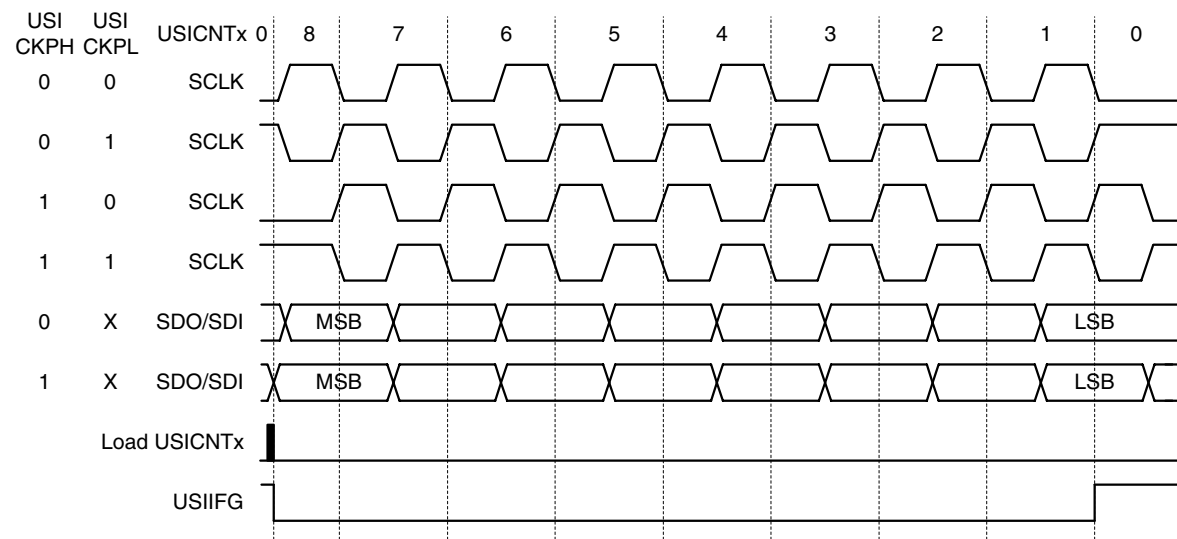 USI USI
CKPH CKPL USICNTx 0 8 7 6 5 4 3 2 1 0
0 0 SCLK
0 1 SCLK
1 0 SCLK
1 1 SCLK
0 X SDO/SDI MSB LSB
1 X SDO/SDI MSB LSB
Load USICNTx
USIIFG